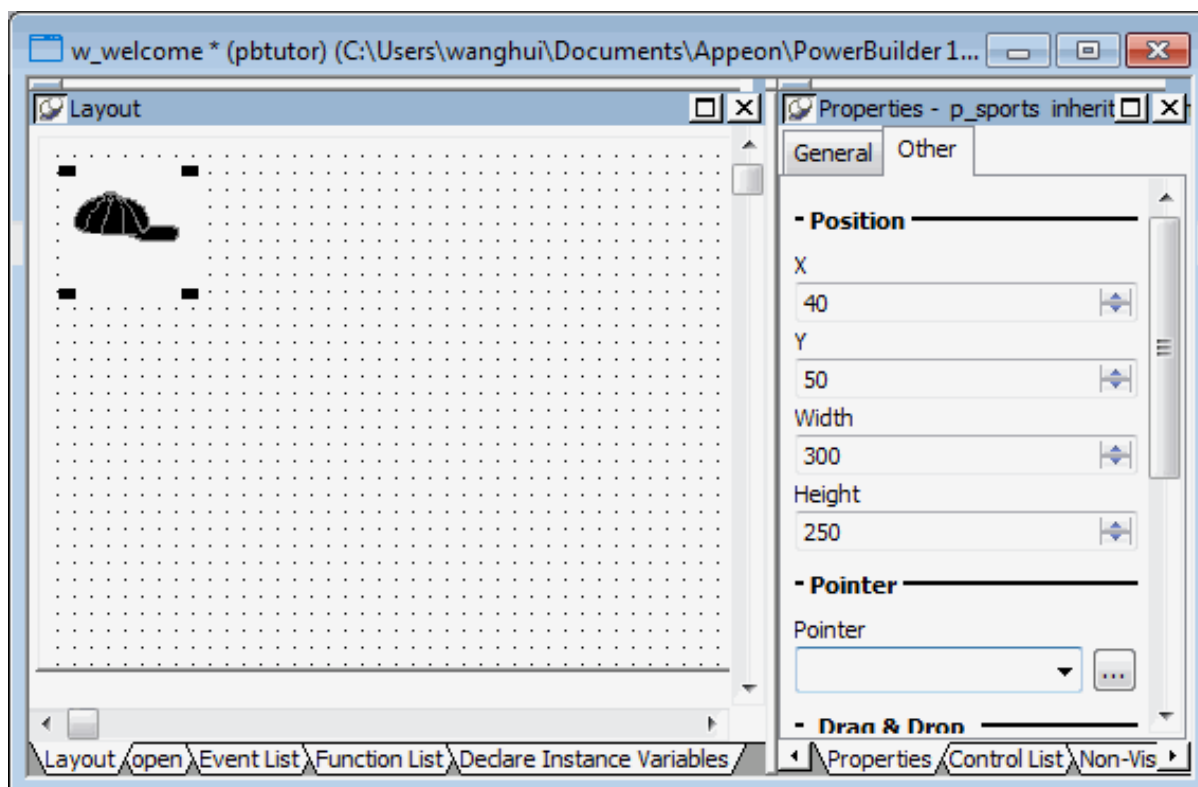 w_welcome * (pbtutor) (C:\Users\wanghui\Documents\Appeon\PowerBuilder 1...
Layout
Properties - p_sports inherit
General Other
- Position
X
40
Y
50
Width
300
Height
250
- Pointer
Pointer
...
- Drag & Drop
Layout open Event List Function List Declare Instance Variables
Properties Control List Non-Vis